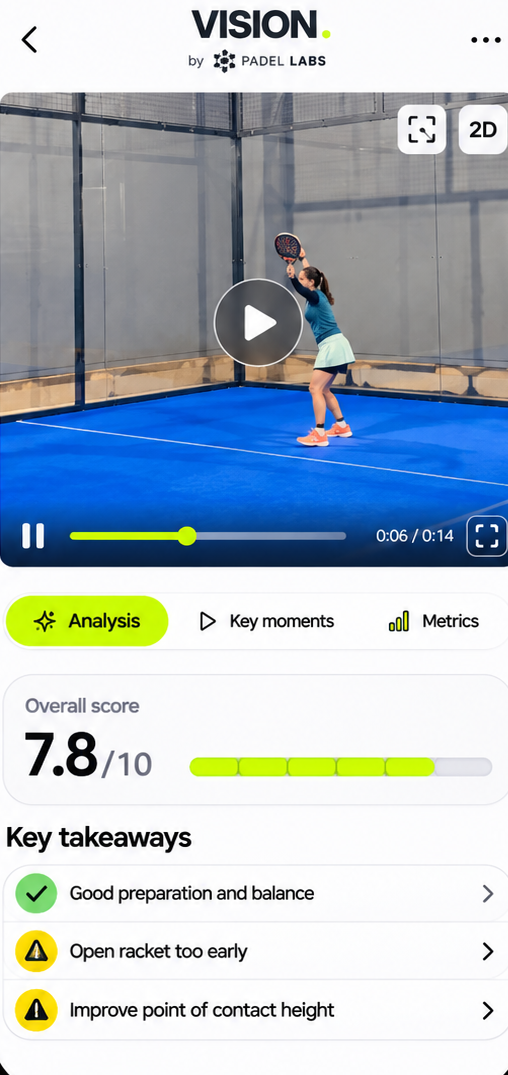 VISION.
by PADEL LABS
2D
0:06 / 0:14
Analysis
Key moments
Metrics
Overall score
7.8/10
Key takeaways
Good preparation and balance
Open racket too early
Improve point of contact height